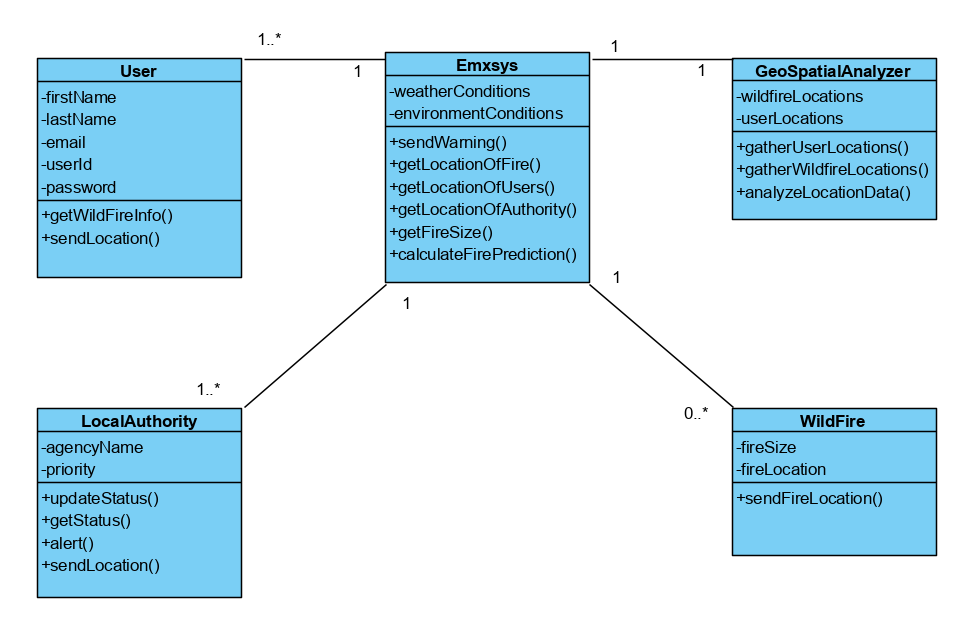 1..*
1
User
-firstName
-lastName
-email
-userId
-password
+getWildFireInfo()
+sendLocation()
Emxsys
-weatherConditions
-environmentConditions
+sendWarning()
+getLocationOfFire()
+getLocationOfUsers()
+getLocationOfAuthority()
+getFireSize()
+calculateFirePrediction()
1
1
GeoSpatialAnalyzer
-wildfireLocations
-userLocations
+gatherUserLocations()
+gatherWildfireLocations()
+analyzeLocationData()
1
1..*
LocalAuthority
-agencyName
-priority
+updateStatus()
+getStatus()
+alert()
+sendLocation()
1
0..*
WildFire
-fireSize
-fireLocation
+sendFireLocation()